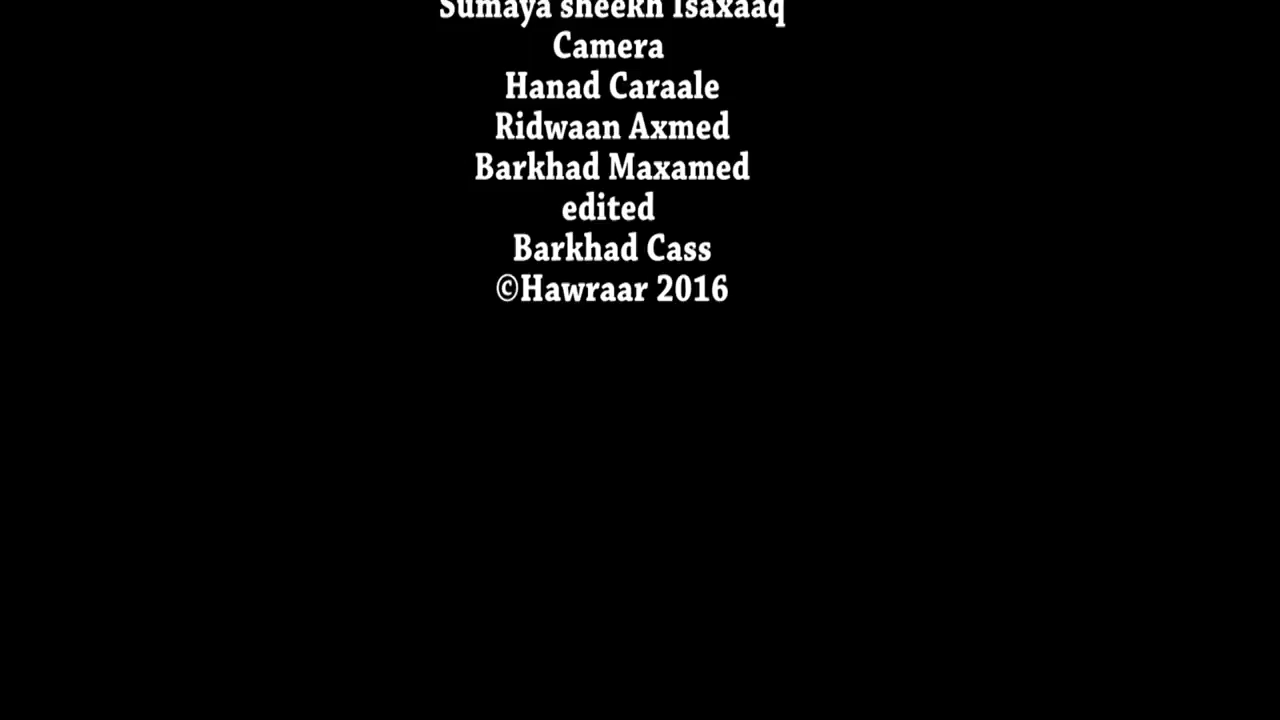 Sumaya sheekh Isaxaaq
Camera
Hanad Caraale
Ridwaan Axmed
Barkhad Maxamed
edited
Barkhad Cass
©Hawraar 2016